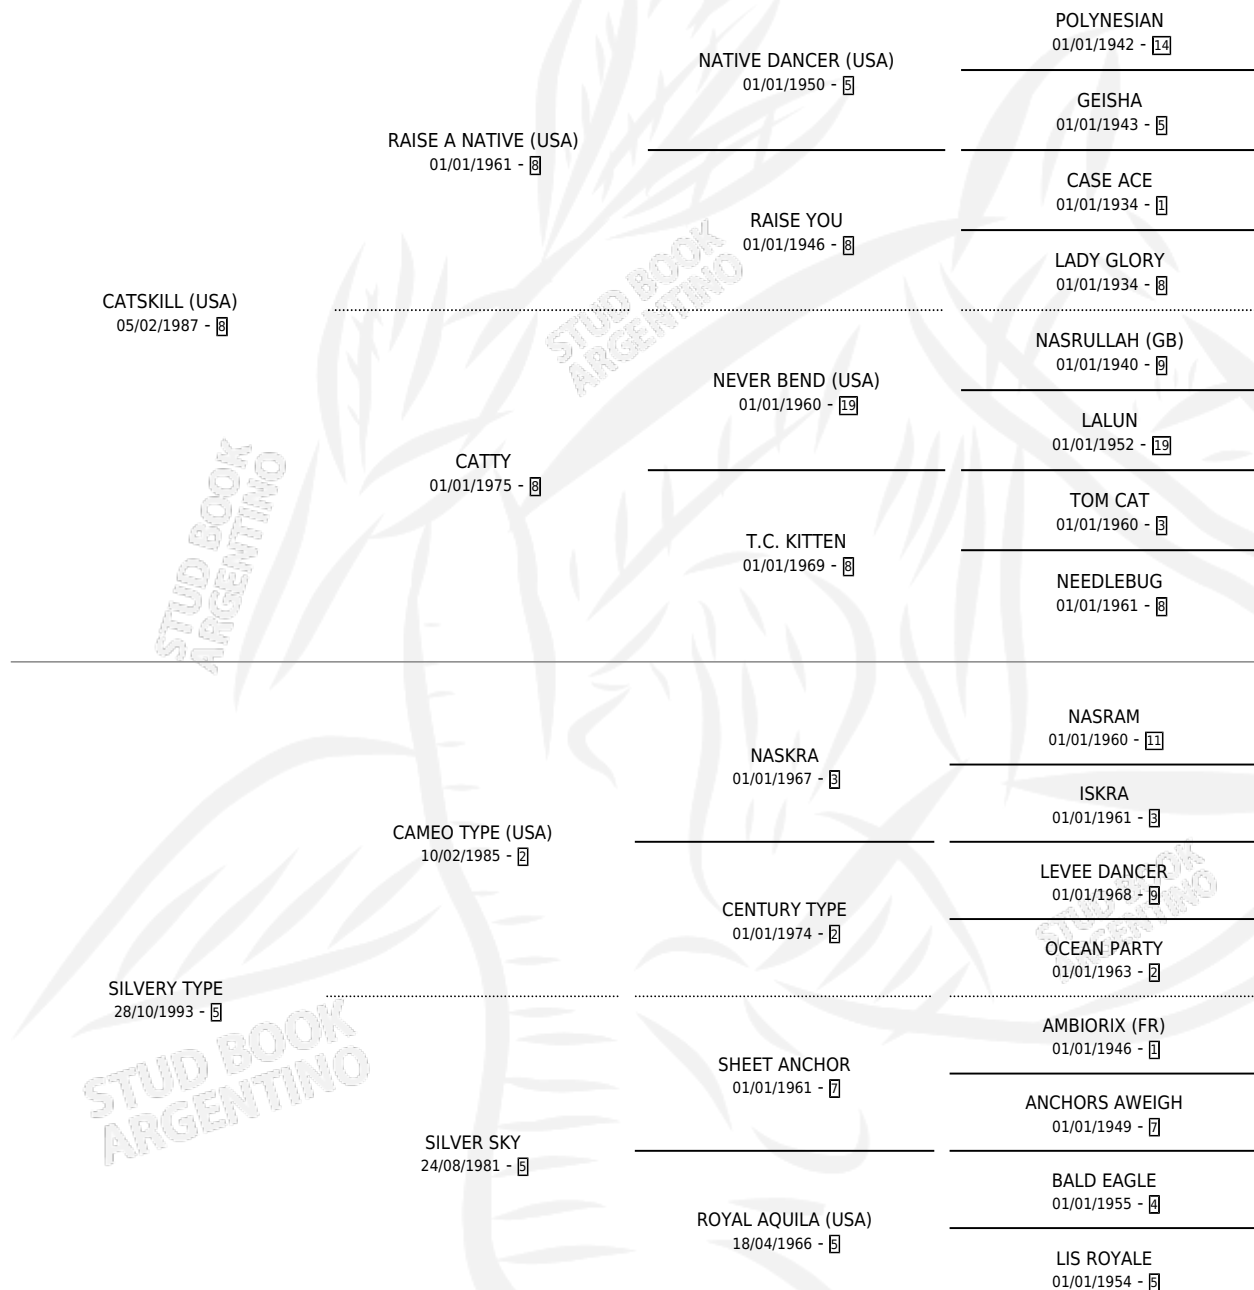 POLYNESIAN
01/01/1942 - 14
NATIVE DANCER (USA)
01/01/1950 - 5
GEISHA
01/01/1943 - 5
RAISE A NATIVE (USA)
01/01/1961 - 8
CASE ACE
01/01/1934 - 1
RAISE YOU
01/01/1946 - 8
LADY GLORY
01/01/1934 - 8
CATSKILL (USA)
05/02/1987 - 8
STUD BOOK
ARGENTINO
NASRULLAH (GB)
01/01/1940 - 9
NEVER BEND (USA)
01/01/1960 - 19
LALUN
01/01/1952 - 19
CATTY
01/01/1975 - 8
TOM CAT
01/01/1960 - 3
T.C. KITTEN
01/01/1969 - 8
NEEDLEBUG
01/01/1961 - 8
STUD BOOK
ARGENTINO
NASRAM
01/01/1960 - 11
NASKRA
01/01/1967 - 3
ISKRA
01/01/1961 - 3
CAMEO TYPE (USA)
10/02/1985 - 2
LEVEE DANCER
01/01/1968 - 9
CENTURY TYPE
01/01/1974 - 2
STUD BOOK
ARGENTINO
OCEAN PARTY
01/01/1963 - 2
SILVERY TYPE
28/10/1993 - 5
STUD BOOK
ARGENTINO
AMBIORIX (FR)
01/01/1946 - 1
SHEET ANCHOR
01/01/1961 - 7
ANCHORS AWEIGH
01/01/1949 - 7
SILVER SKY
24/08/1981 - 5
BALD EAGLE
01/01/1955 - 4
ROYAL AQUILA (USA)
18/04/1966 - 5
LIS ROYALE
01/01/1954 - 5